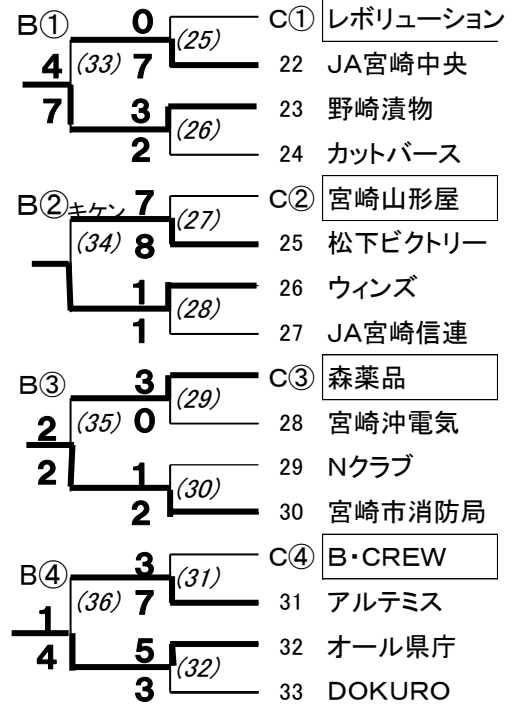 B① 0 (25) C① レボリューション
4 (33) 7 22 JA宮崎中央
7 3 (26) 23 野崎漬物
2 24 カットバース
B② キケン 7 (27) C② 宮崎山形屋
(34) 8 25 松下ビクトリー
1 (28) 26 ウィンズ
1 27 JA宮崎信連
B③ 3 (29) C③ 森薬品
2 (35) 0 28 宮崎沖電気
2 1 (30) 29 Nクラブ
2 30 宮崎市消防局
B④ 3 (31) C④ B・CREW
1 (36) 7 31 アルテミス
4 5 (32) 32 オール県庁
3 33 DOKURO